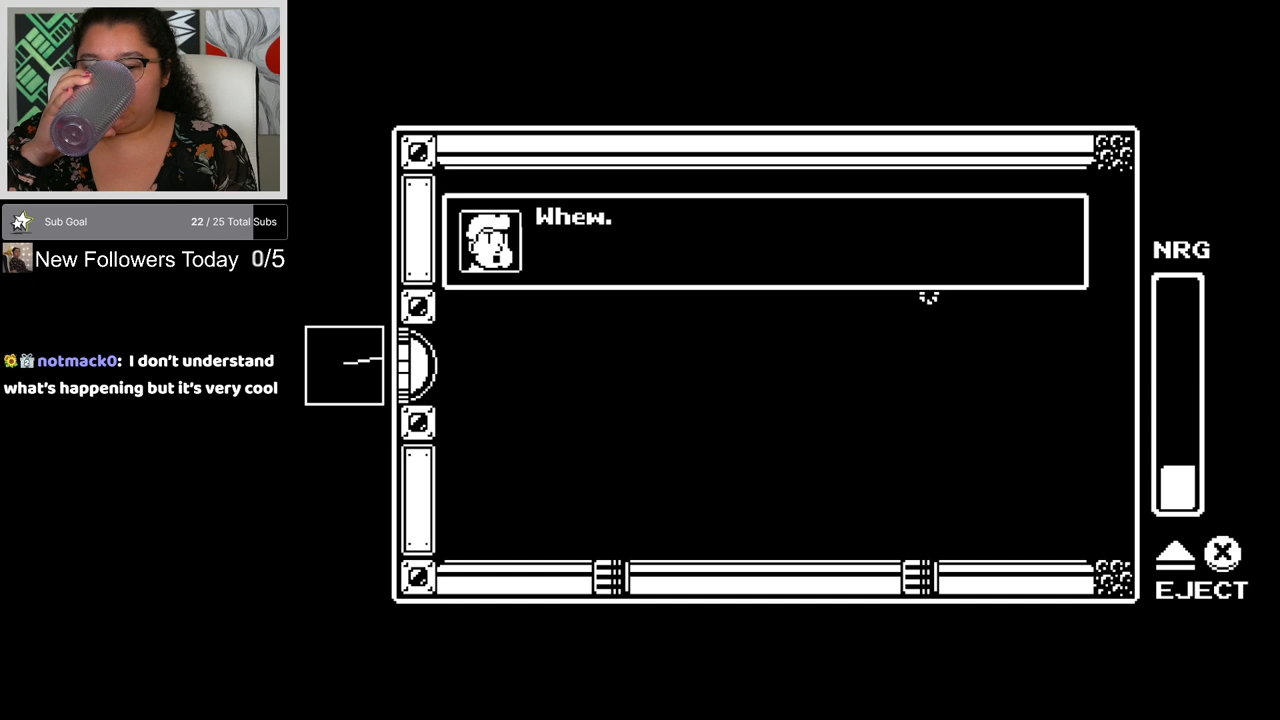 Sub Goal 22 / 25 Total Subs
New Followers Today 0/5
notmack0: I don't understand
what's happening but it's very cool
Whew.
NRG
EJECT